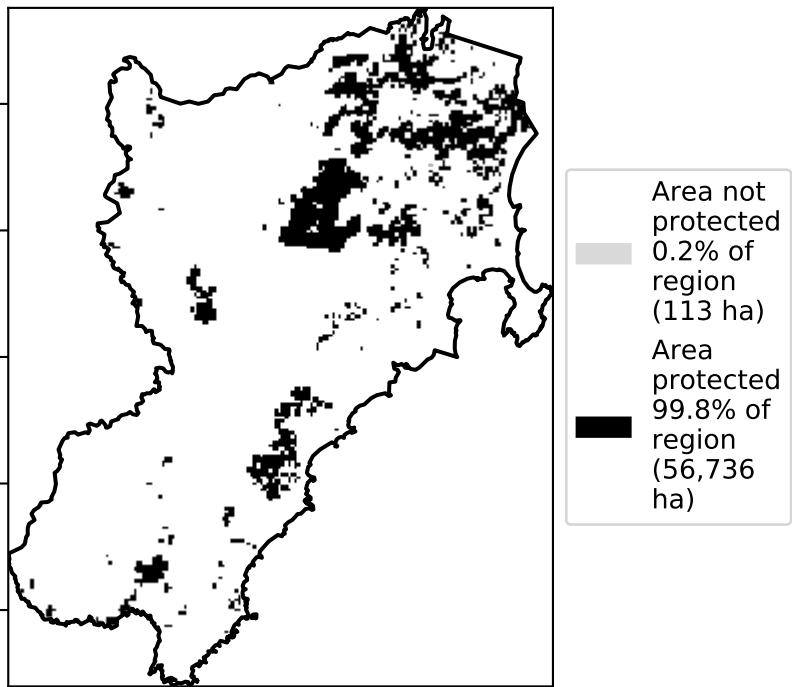 Area not
protected
0.2% of
region
(113 ha)
Area
protected
99.8% of
region
(56,736
ha)